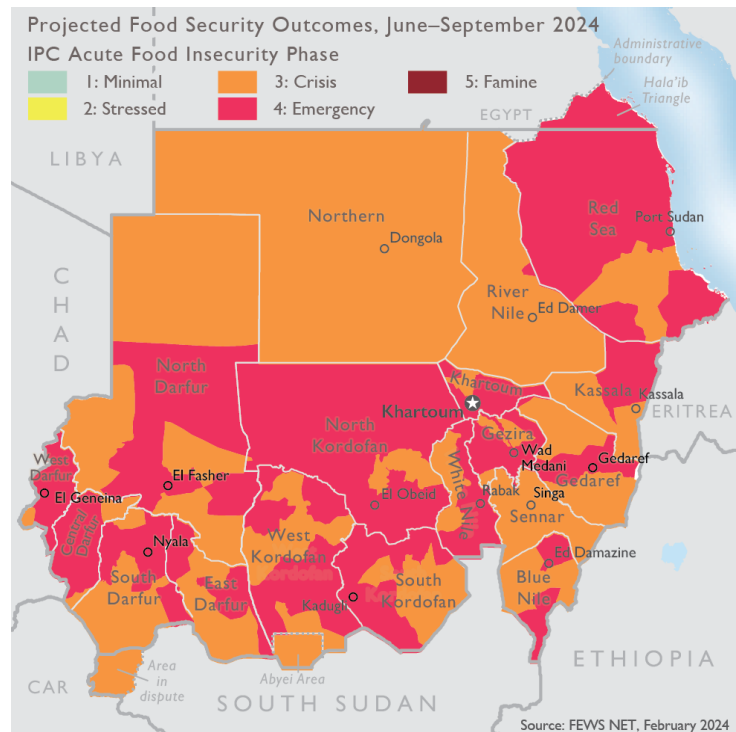 Projected Food Security Outcomes, June–September 2024
IPC Acute Food Insecurity Phase
1: Minimal
3: Crisis
5: Famine
2: Stressed
4: Emergency
Administrative
boundary
Hala'ib
Triangle
EGYPT
LIBYA
Northern
Dongola
Red
Sea
Port Sudan
CHAD
River
Nile
Ed Damer
North
Darfur
Khartoum
Khartoum
Kassala
Kassala
ERITREA
North
Kordofan
Gezira
Wad
Medani
Gedaref
Gedaref
West
Darfur
El Geneina
El Fasher
El Obeid
White Nile
Rabak
Singa
Sennar
Central
Darfur
Nyala
West
Kordofan
Kordofan
Ed Damazine
South
Darfur
East
Darfur
Kadugli
South
Kordofan
Blue
Nile
Area
in
dispute
Abyei Area
CAR
SOUTH SUDAN
ETHIOPIA
Source: FEWS NET, February 2024